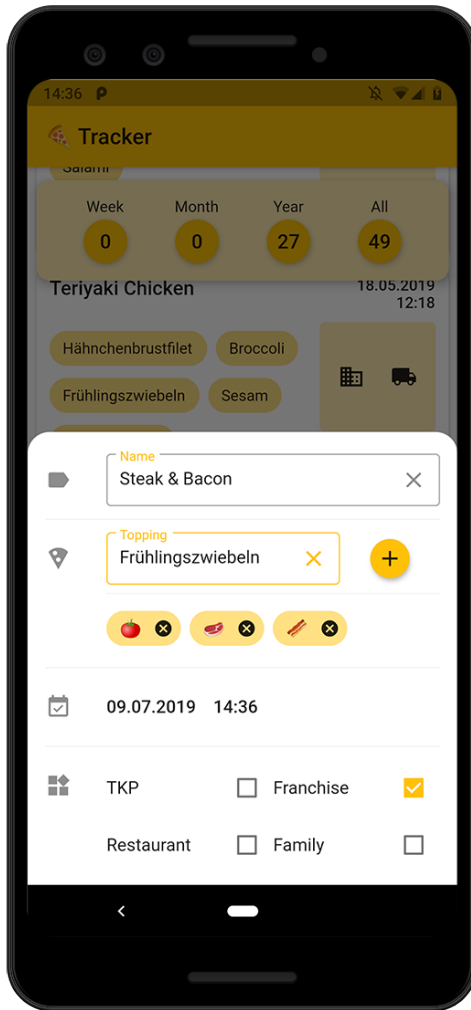 14:36
Tracker
Salami
Week Month Year All
0 0 27 49
Teriyaki Chicken 18.05.2019
12:18
Hähnchenbrustfilet Broccoli
Frühlingszwiebeln Sesam
Name
Steak & Bacon
Topping
Frühlingszwiebeln
09.07.2019 14:36
TKP Franchise
Restaurant Family